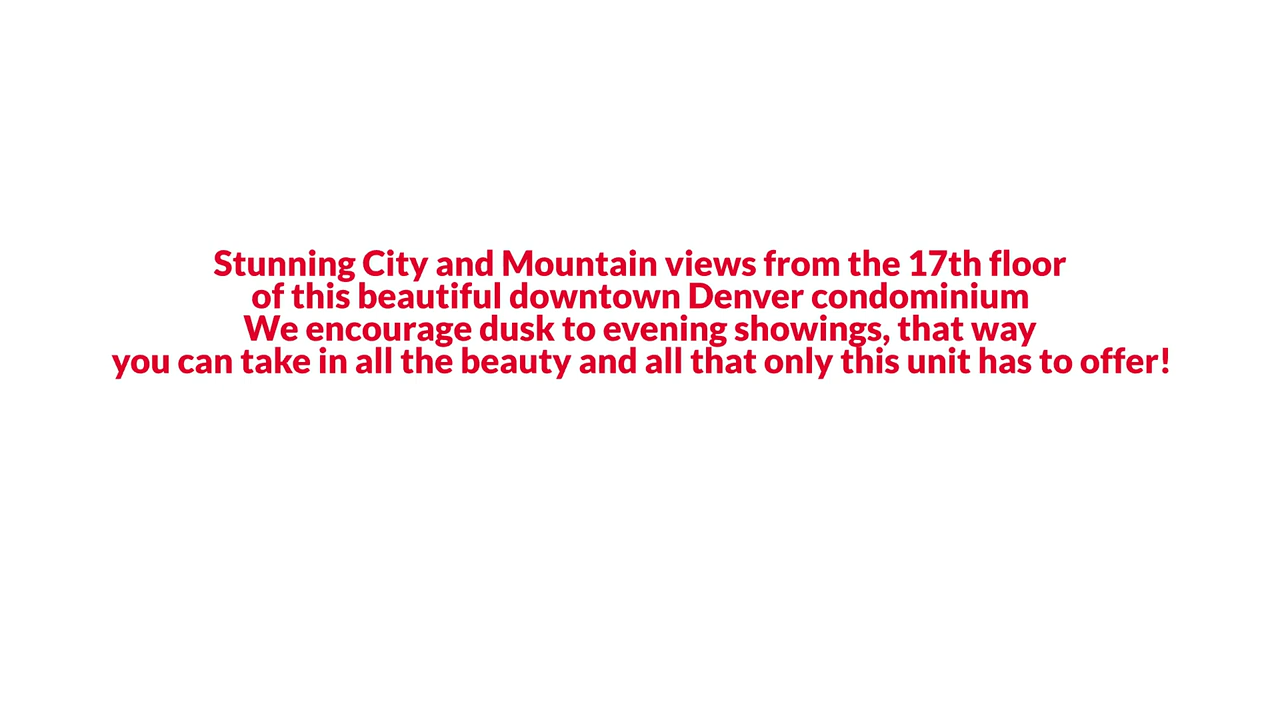 Stunning City and Mountain views from the 17th floor
of this beautiful downtown Denver condominium
We encourage dusk to evening showings, that way
you can take in all the beauty and all that only this unit has to offer!